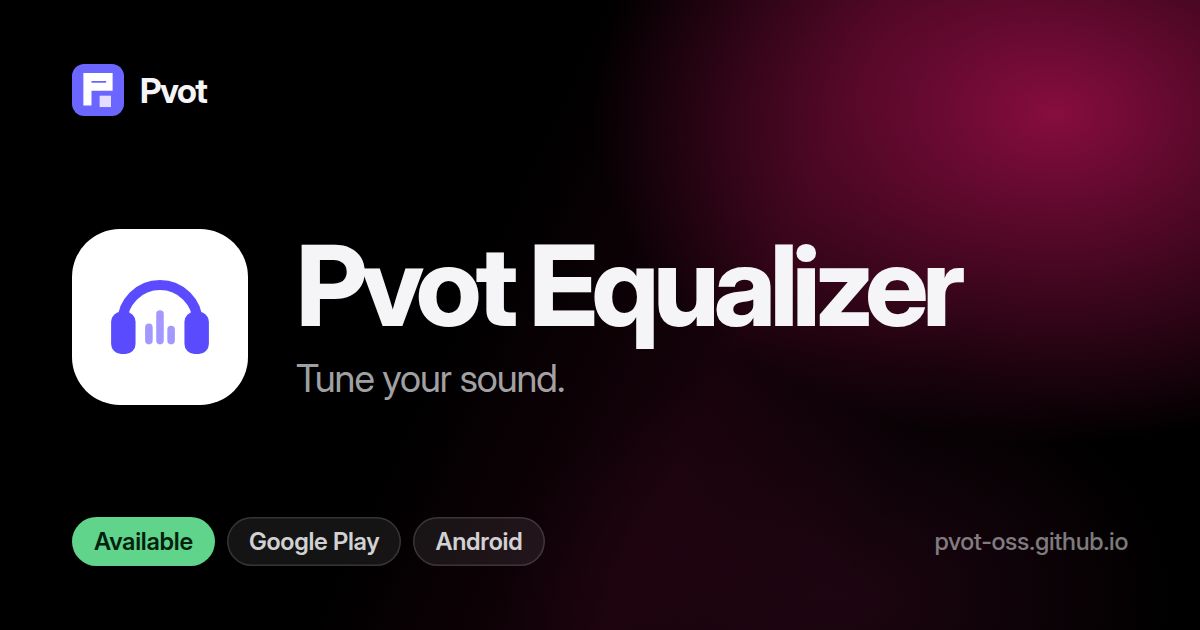 Pvot
Pvot Equalizer
Tune your sound.
Available
Google Play
Android
pvot-oss.github.io